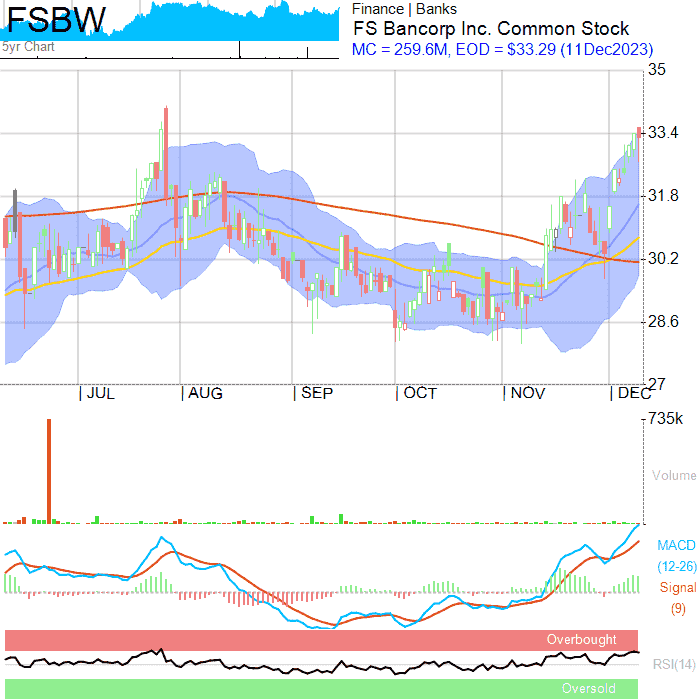 FSBW
5yr Chart
Finance | Banks
FS Bancorp Inc. Common Stock
MC = 259.6M, EOD = $33.29 (11Dec2023)
35
33.4
31.8
30.2
28.6
27
| JUL | AUG | SEP | OCT | NOV | DEC
735k
Volume
MACD
(12-26)
Signal
(9)
Overbought
RSI(14)
Oversold